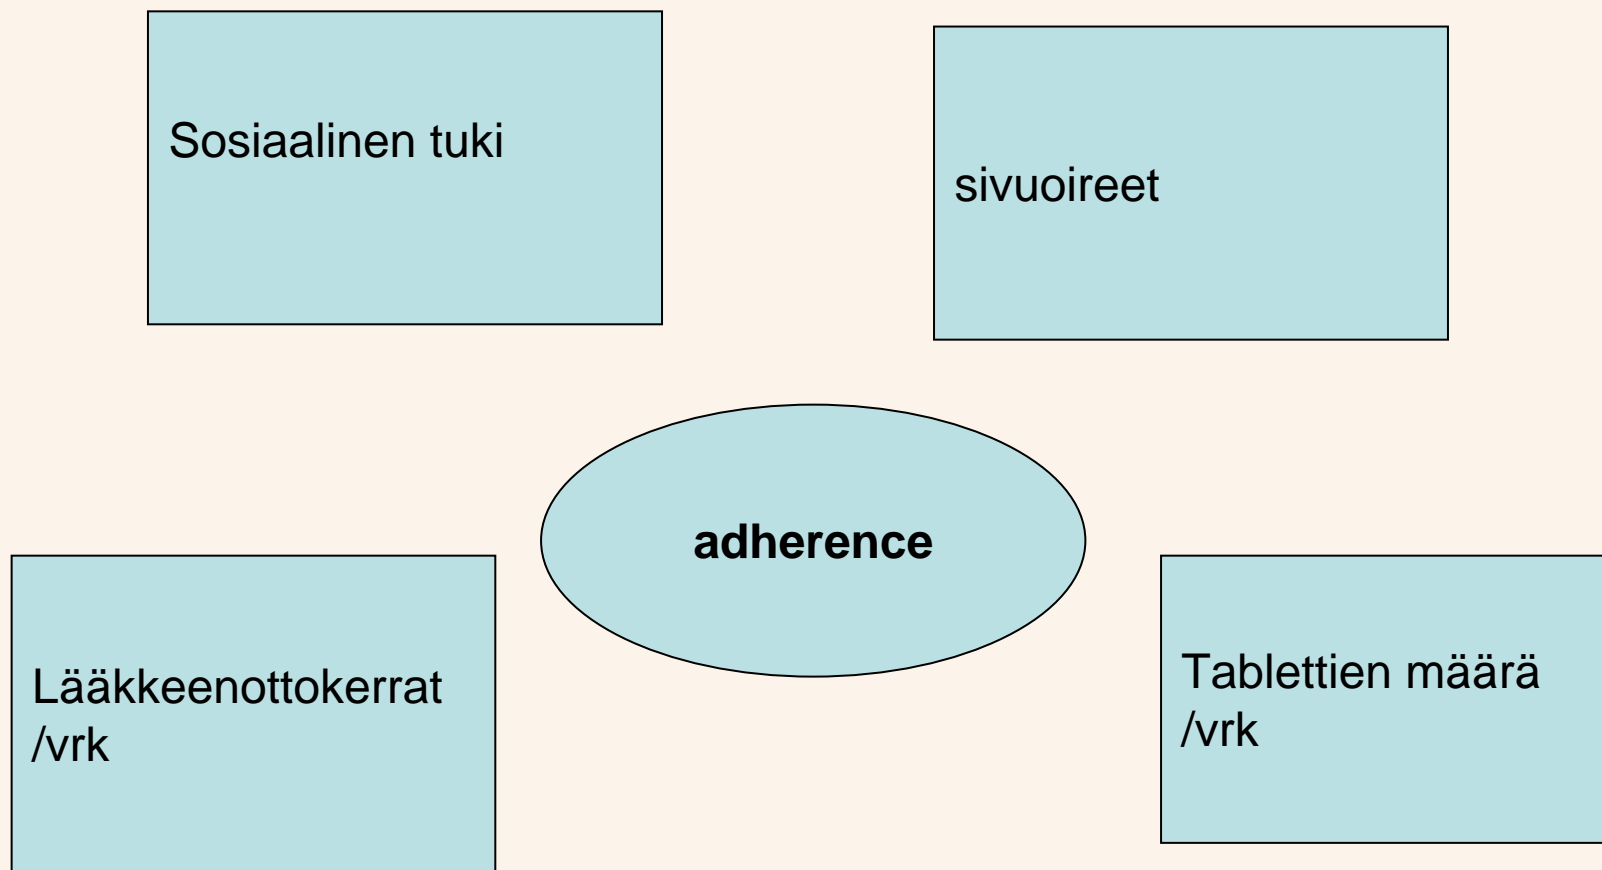 Sosiaalinen tuki
sivuoireet
adherence
Lääkkeenottokerrat
/vrk
Tablettien määrä
/vrk